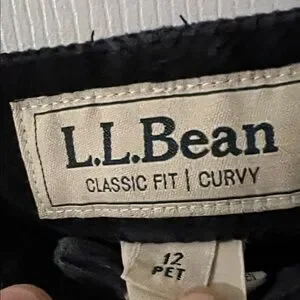 L.L.Bean
CLASSIC FIT | CURVY
12
PET